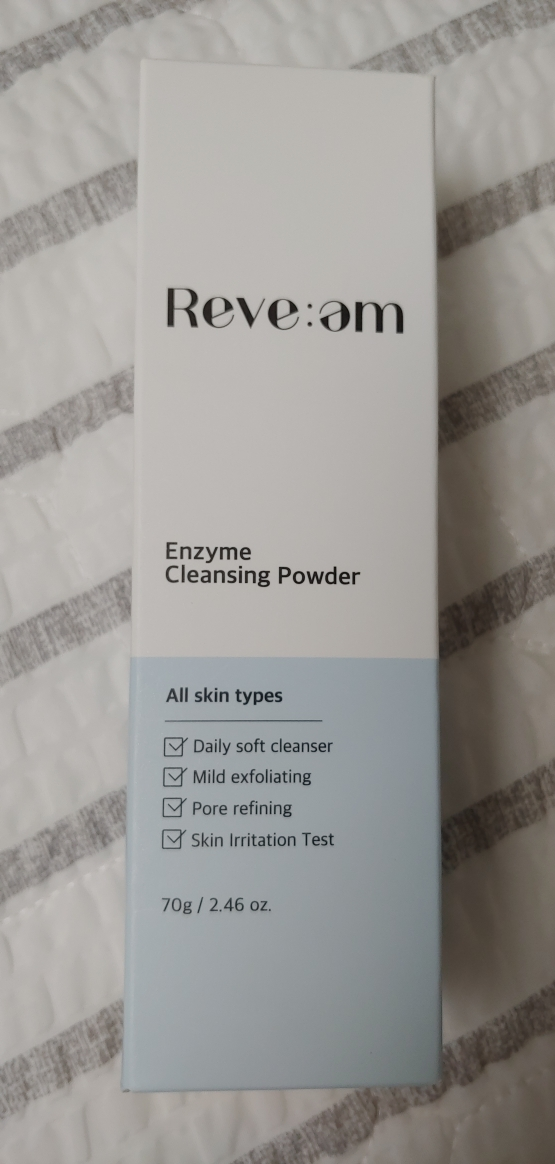 Reve:əm
Enzyme
Cleansing Powder
All skin types
Daily soft cleanser
Mild exfoliating
Pore refining
Skin Irritation Test
70g / 2.46 oz.